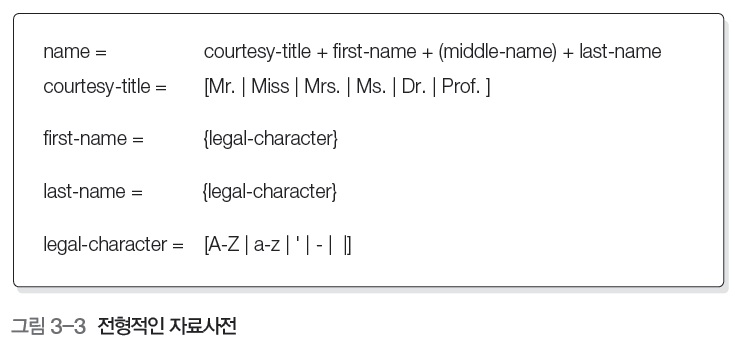 name = courtesy-title + first-name + (middle-name) + last-name
courtesy-title = [Mr. | Miss | Mrs. | Ms. | Dr. | Prof. ]
first-name = {legal-character}
last-name = {legal-character}
legal-character = [A-Z | a-z | ' | - |  |]
그림 3-3 전형적인 자료사전